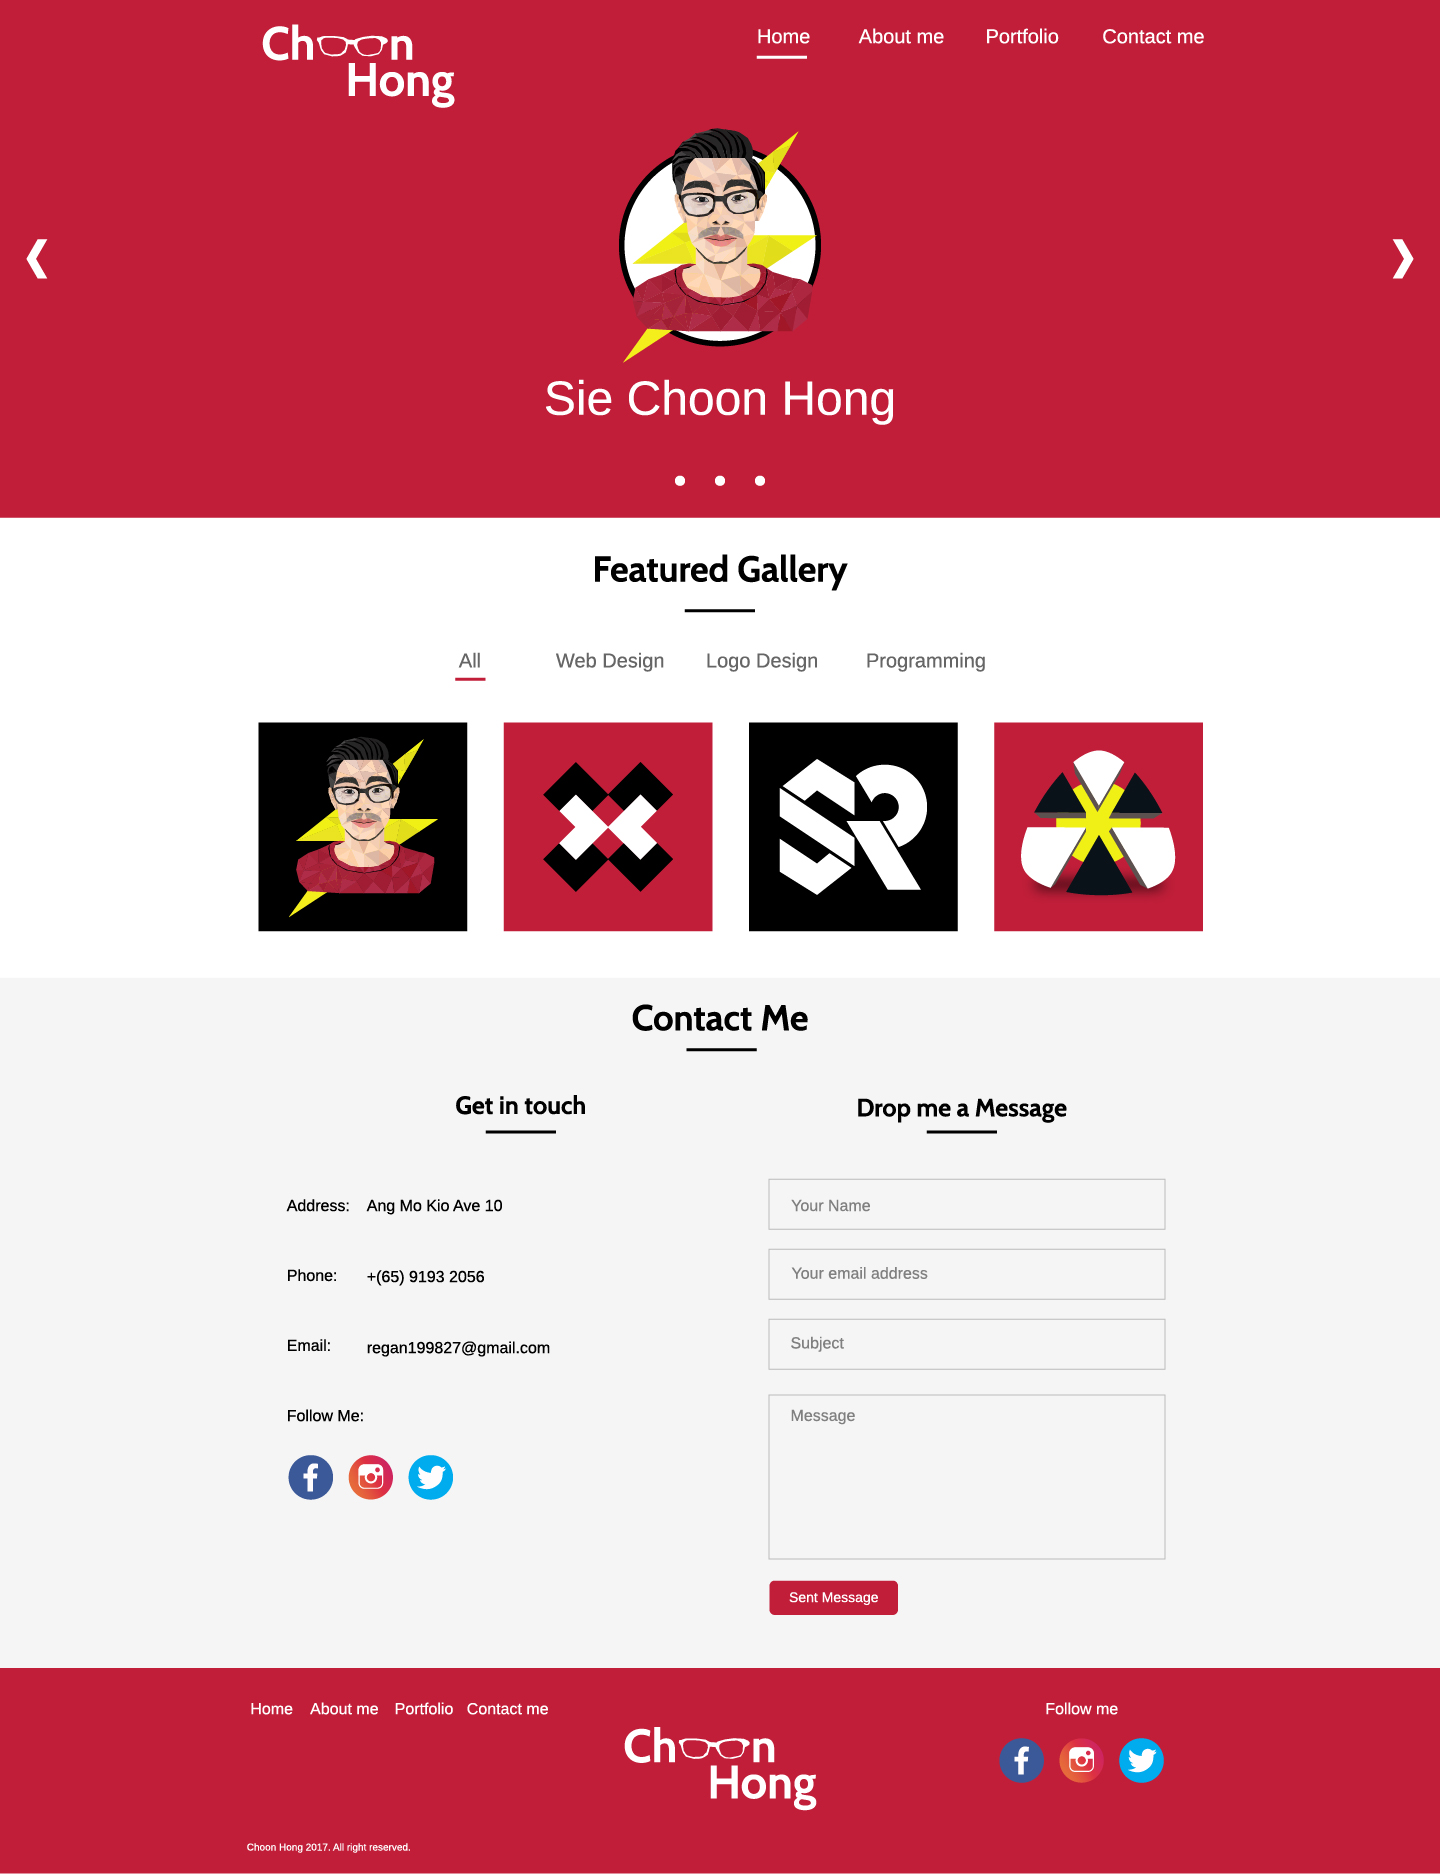 Choon
Hong
Home About me Portfolio Contact me
Sie Choon Hong
Featured Gallery
All Web Design Logo Design Programming
SR
Contact Me
Get in touch
Drop me a Message
Address: Ang Mo Kio Ave 10
Phone: +(65) 9193 2056
Email: regan199827@gmail.com
Follow Me:
Your Name
Your email address
Subject
Message
Sent Message
Home About me Portfolio Contact me
Choon
Hong
Follow me
Choon Hong 2017. All right reserved.